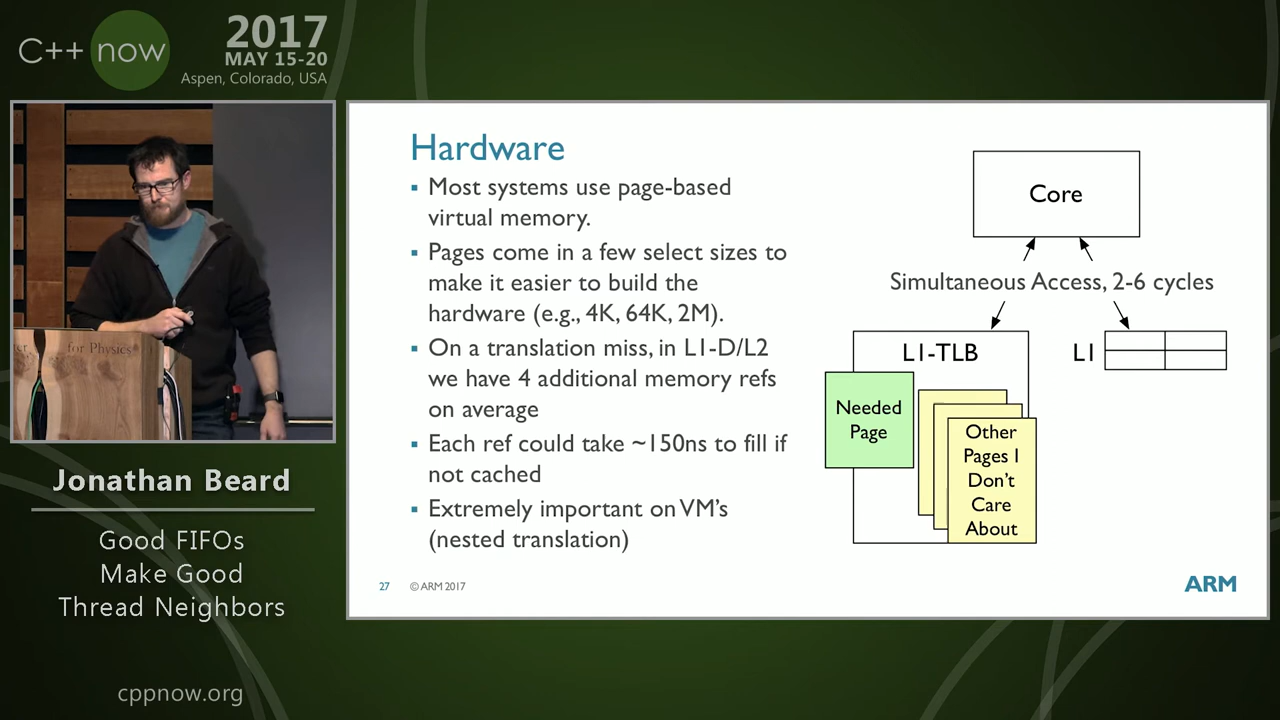 C++ now
2017
MAY 15-20
Aspen, Colorado, USA
for Physics
Jonathan Beard
Good FIFOs
Make Good
Thread Neighbors
cppnow.org
Hardware
▪ Most systems use page-based
virtual memory.
▪ Pages come in a few select sizes to
make it easier to build the
hardware (e.g., 4K, 64K, 2M).
▪ On a translation miss, in L1-D/L2
we have 4 additional memory refs
on average
▪ Each ref could take ~150ns to fill if
not cached
▪ Extremely important on VM's
(nested translation)
Core
Simultaneous Access, 2-6 cycles
L1-TLB
L1
Needed
Page
Other
Pages I
Don't
Care
About
27 © ARM 2017
ARM